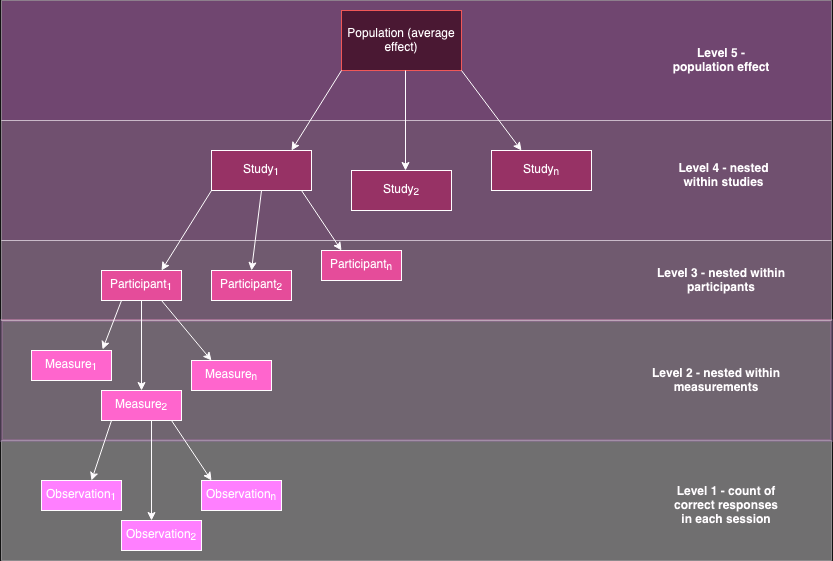 Population (average
effect)
Level 5 -
population effect
Study₁
Study₂
Studyₙ
Level 4 - nested
within studies
Participant₁
Participant₂
Participantₙ
Level 3 - nested within
participants
Measure₁
Measure₂
Measureₙ
Level 2 - nested within
measurements
Observation₁
Observation₂
Observationₙ
Level 1 - count of
correct responses
in each session